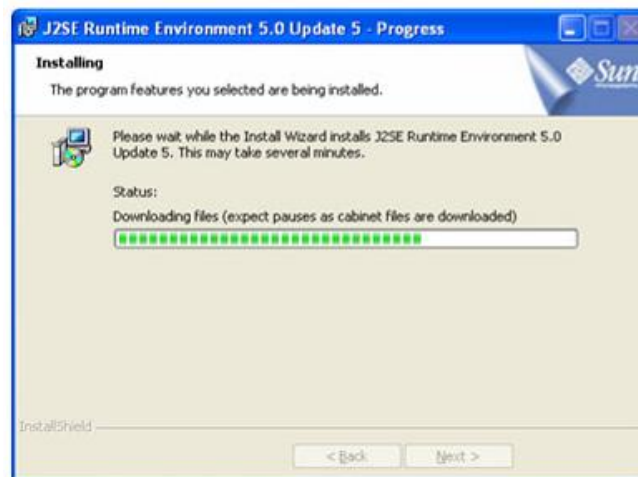 J2SE Runtime Environment 5.0 Update 5 - Progress
Installing
The program features you selected are being installed.
Sun
Please wait while the Install Wizard installs J2SE Runtime Environment 5.0
Update 5. This may take several minutes.
Status:
Downloading files (expect pauses as cabinet files are downloaded)
InstallShield
< Back
Next >